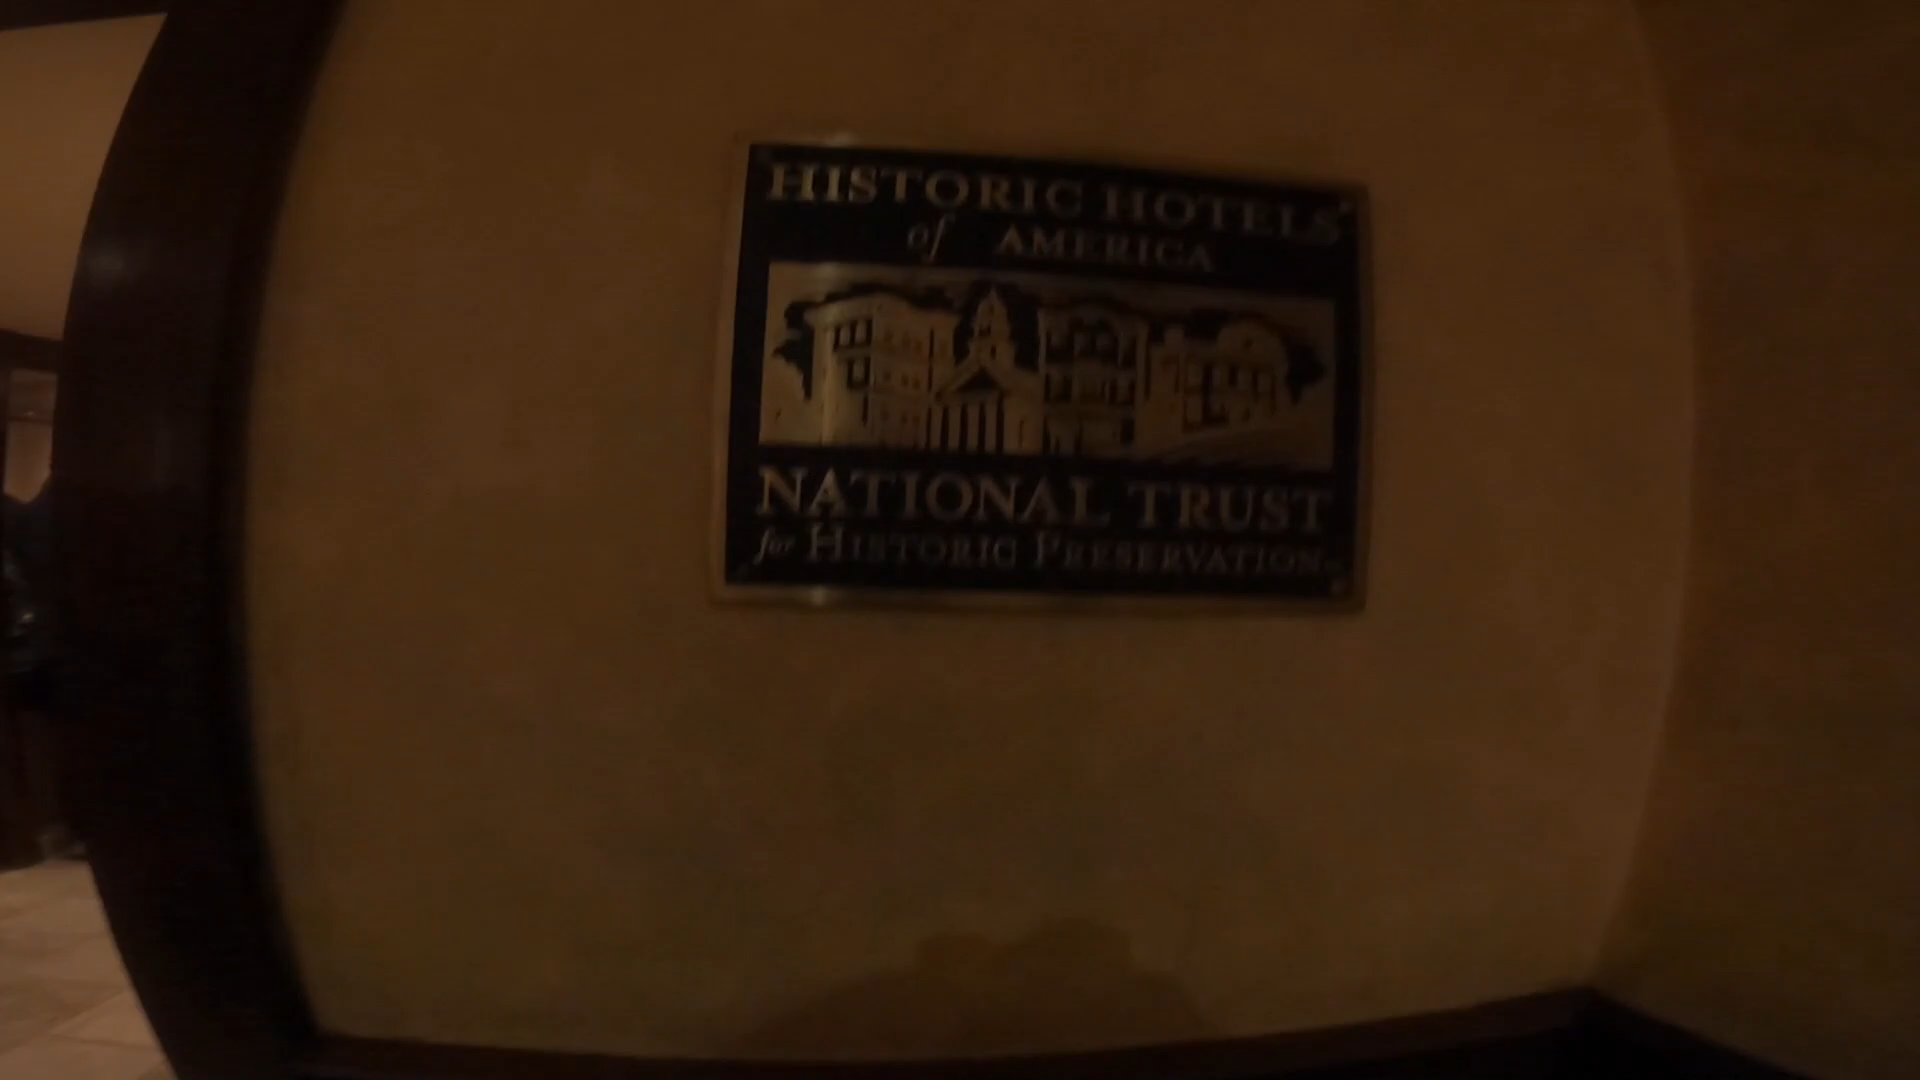 HISTORIC HOTELS
of AMERICA
NATIONAL TRUST
for HISTORIC PRESERVATION